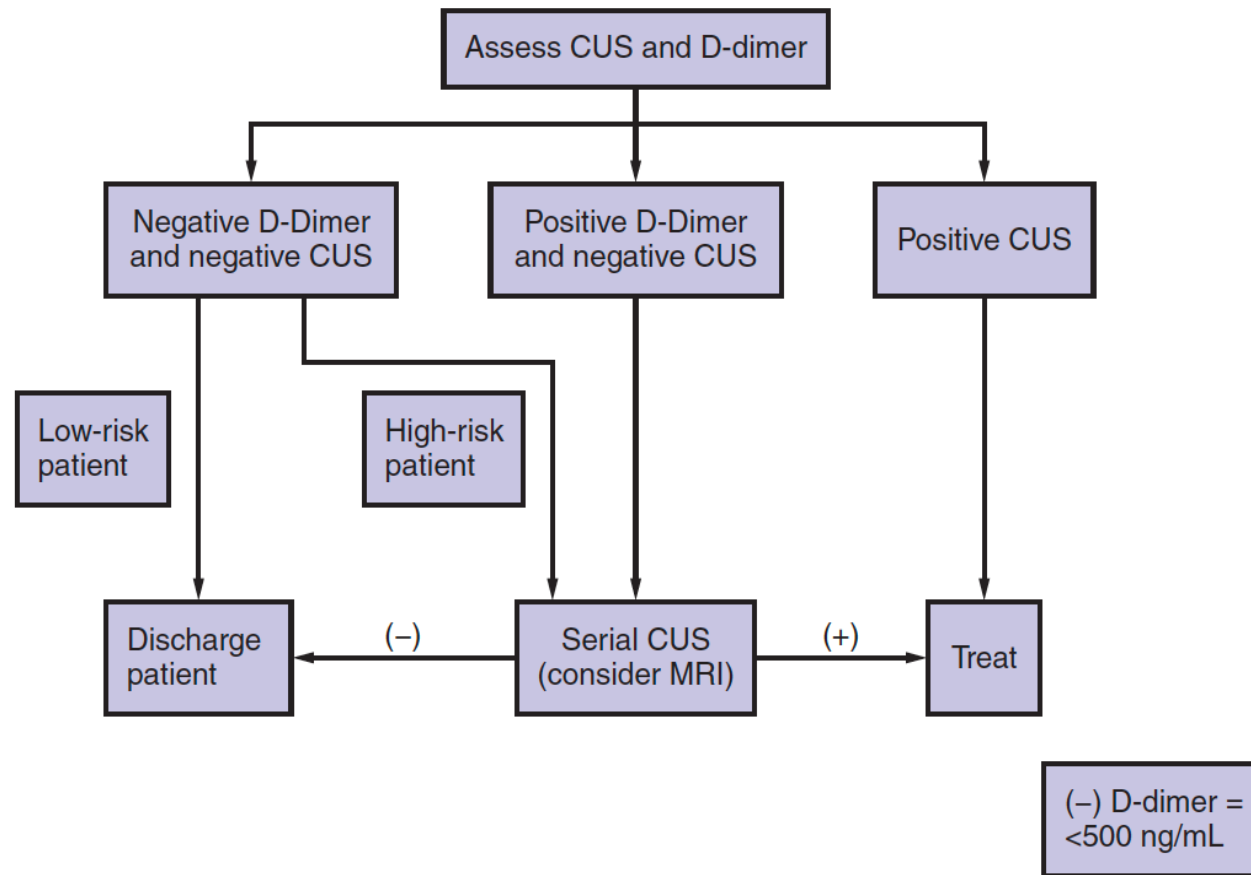 Assess CUS and D-dimer
Negative D-Dimer
and negative CUS
Positive D-Dimer
and negative CUS
Positive CUS
Low-risk
patient
High-risk
patient
Discharge
patient
(–)
Serial CUS
(consider MRI)
(+)
Treat
(–) D-dimer =
<500 ng/mL